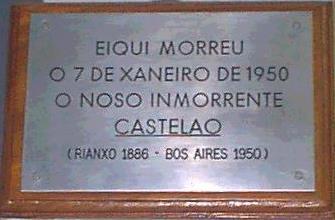 EIQUI MORREU
O 7 DE XANEIRO DE 1950
O NOSO INMORRENTE
CASTELAO
(RIANXO 1886 - BOS AIRES 1950)